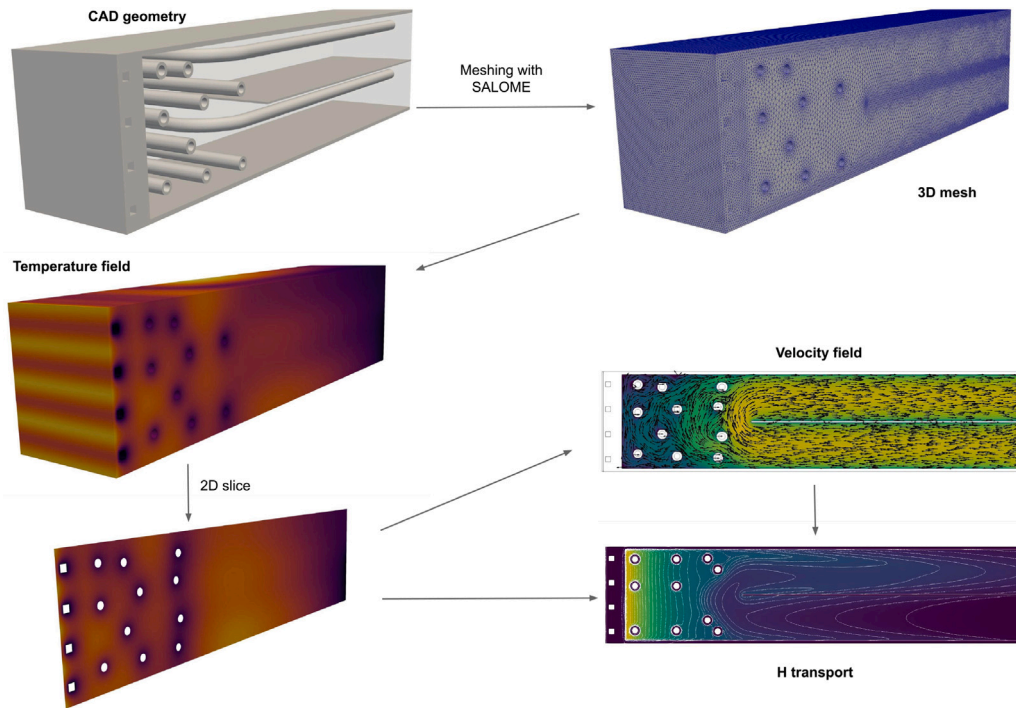 CAD geometry
Meshing with
SALOME
3D mesh
Temperature field
Velocity field
2D slice
H transport